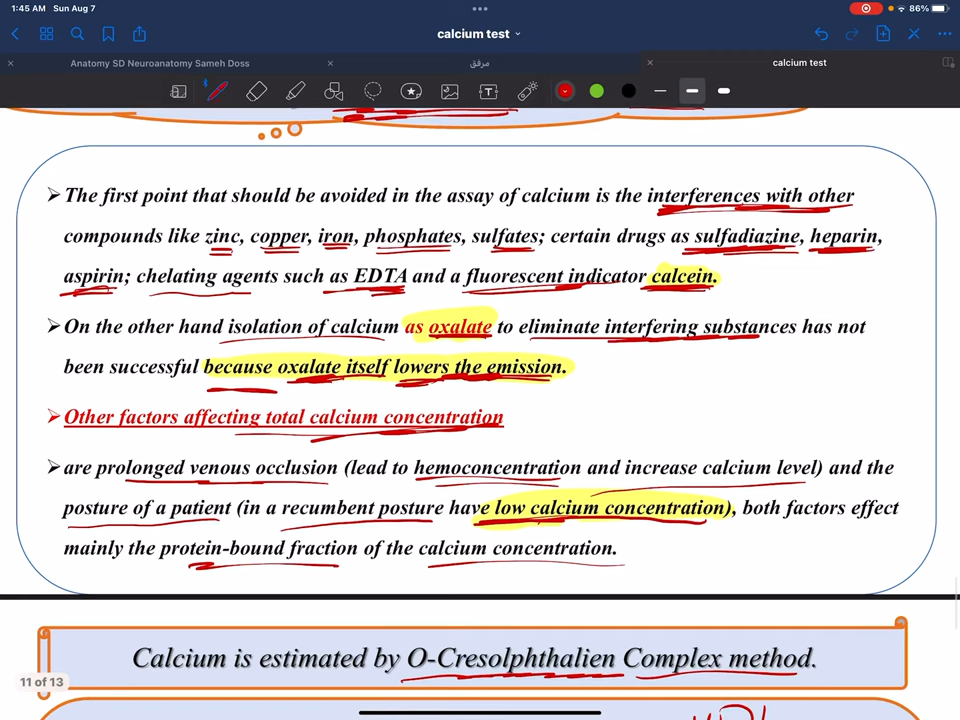 1:45 AM Sun Aug 7
86%
calcium test
Anatomy SD Neuroanatomy Sameh Doss
مرفق
calcium test
The first point that should be avoided in the assay of calcium is the interferences with other
compounds like zinc, copper, iron, phosphates, sulfates; certain drugs as sulfadiazine, heparin,
aspirin; chelating agents such as EDTA and a fluorescent indicator calcein.
On the other hand isolation of calcium as oxalate to eliminate interfering substances has not
been successful because oxalate itself lowers the emission.
Other factors affecting total calcium concentration
are prolonged venous occlusion (lead to hemoconcentration and increase calcium level) and the
posture of a patient (in a recumbent posture have low calcium concentration), both factors effect
mainly the protein-bound fraction of the calcium concentration.
Calcium is estimated by O-Cresolphthalien Complex method.
11 of 13